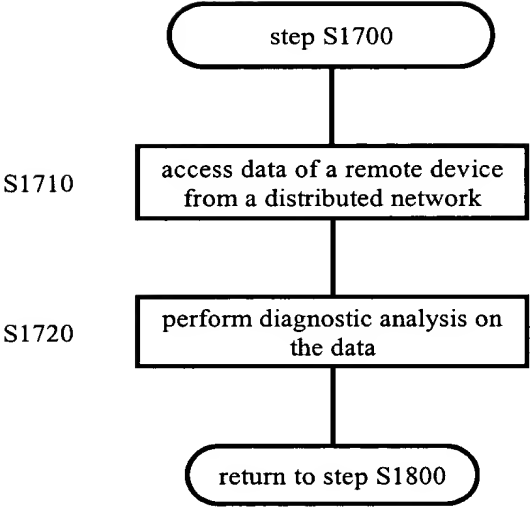 step S1700
S1710
access data of a remote device
from a distributed network
S1720
perform diagnostic analysis on
the data
return to step S1800